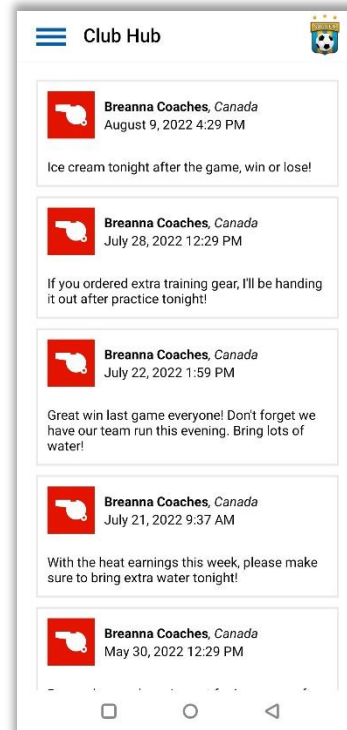 Club Hub
SOCCER
Breanna Coaches, Canada
August 9, 2022 4:29 PM
Ice cream tonight after the game, win or lose!
Breanna Coaches, Canada
July 28, 2022 12:29 PM
If you ordered extra training gear, I'll be handing
it out after practice tonight!
Breanna Coaches, Canada
July 22, 2022 1:59 PM
Great win last game everyone! Don't forget we
have our team run this evening. Bring lots of
water!
Breanna Coaches, Canada
July 21, 2022 9:37 AM
With the heat earnings this week, please make
sure to bring extra water tonight!
Breanna Coaches, Canada
May 30, 2022 12:29 PM